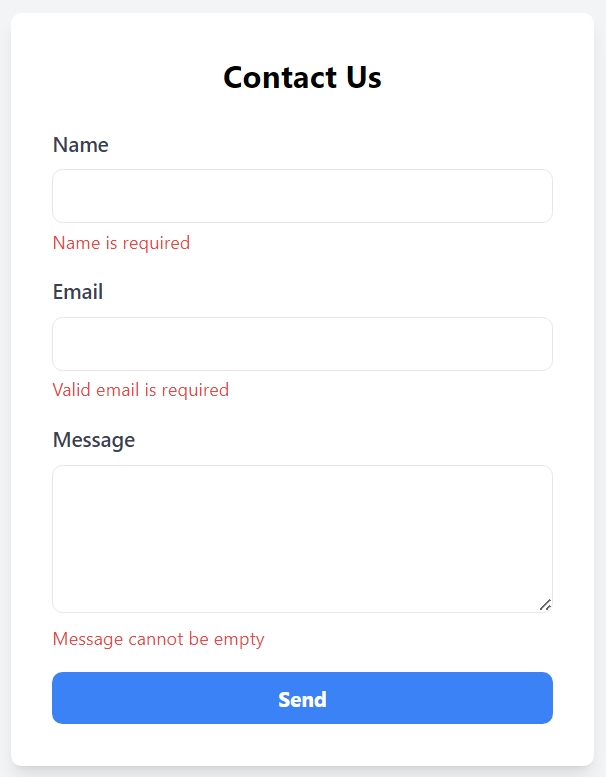 Contact Us
Name
Name is required
Email
Valid email is required
Message
Message cannot be empty
Send